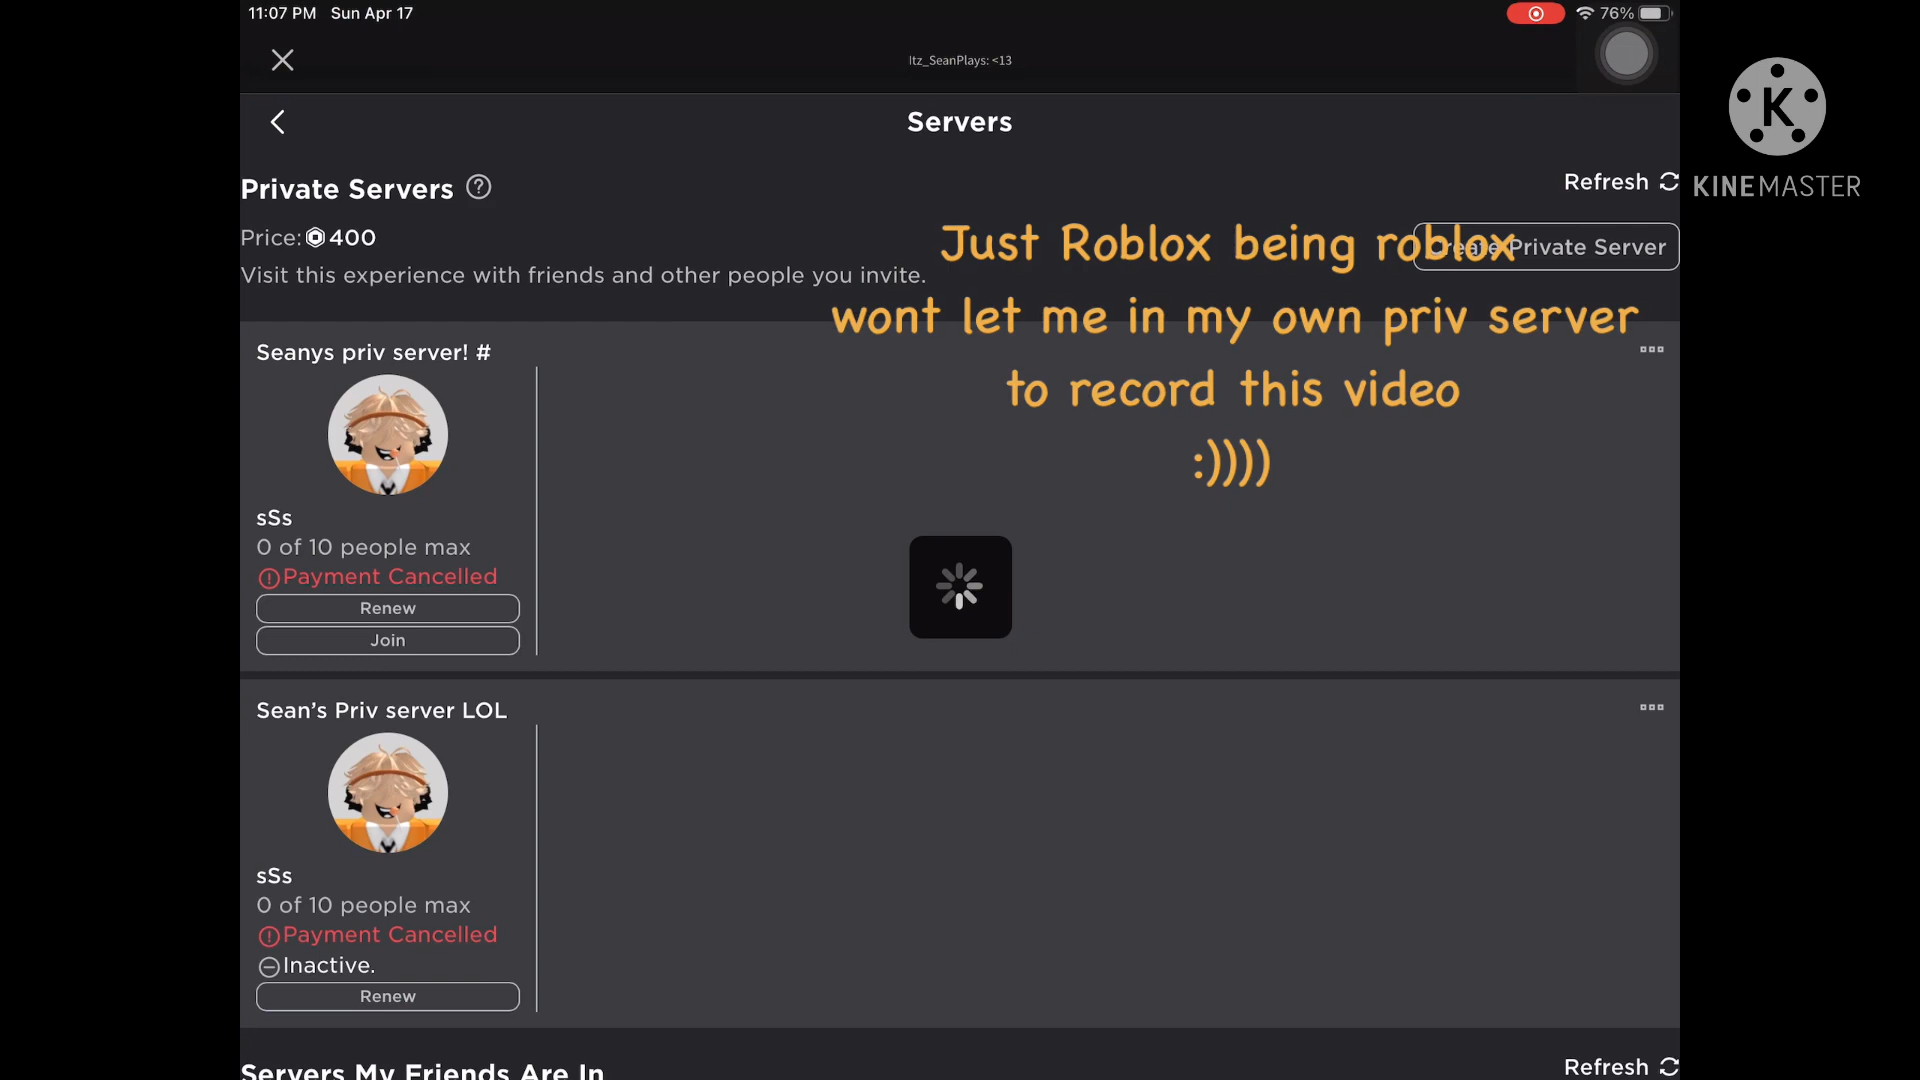 11:07 PM Sun Apr 17
76%
Itz_SeanPlays: <13
K
KINEMASTER
Servers
Private Servers ?
Refresh
Price: 400
Create Private Server
Visit this experience with friends and other people you invite.
Just Roblox being roblox
wont let me in my own priv server
to record this video
:))))
Seanys priv server! #
sSs
0 of 10 people max
Payment Cancelled
Renew
Join
Sean’s Priv server LOL
sSs
0 of 10 people max
Payment Cancelled
Inactive.
Renew
Servers My Friends Are In
Refresh